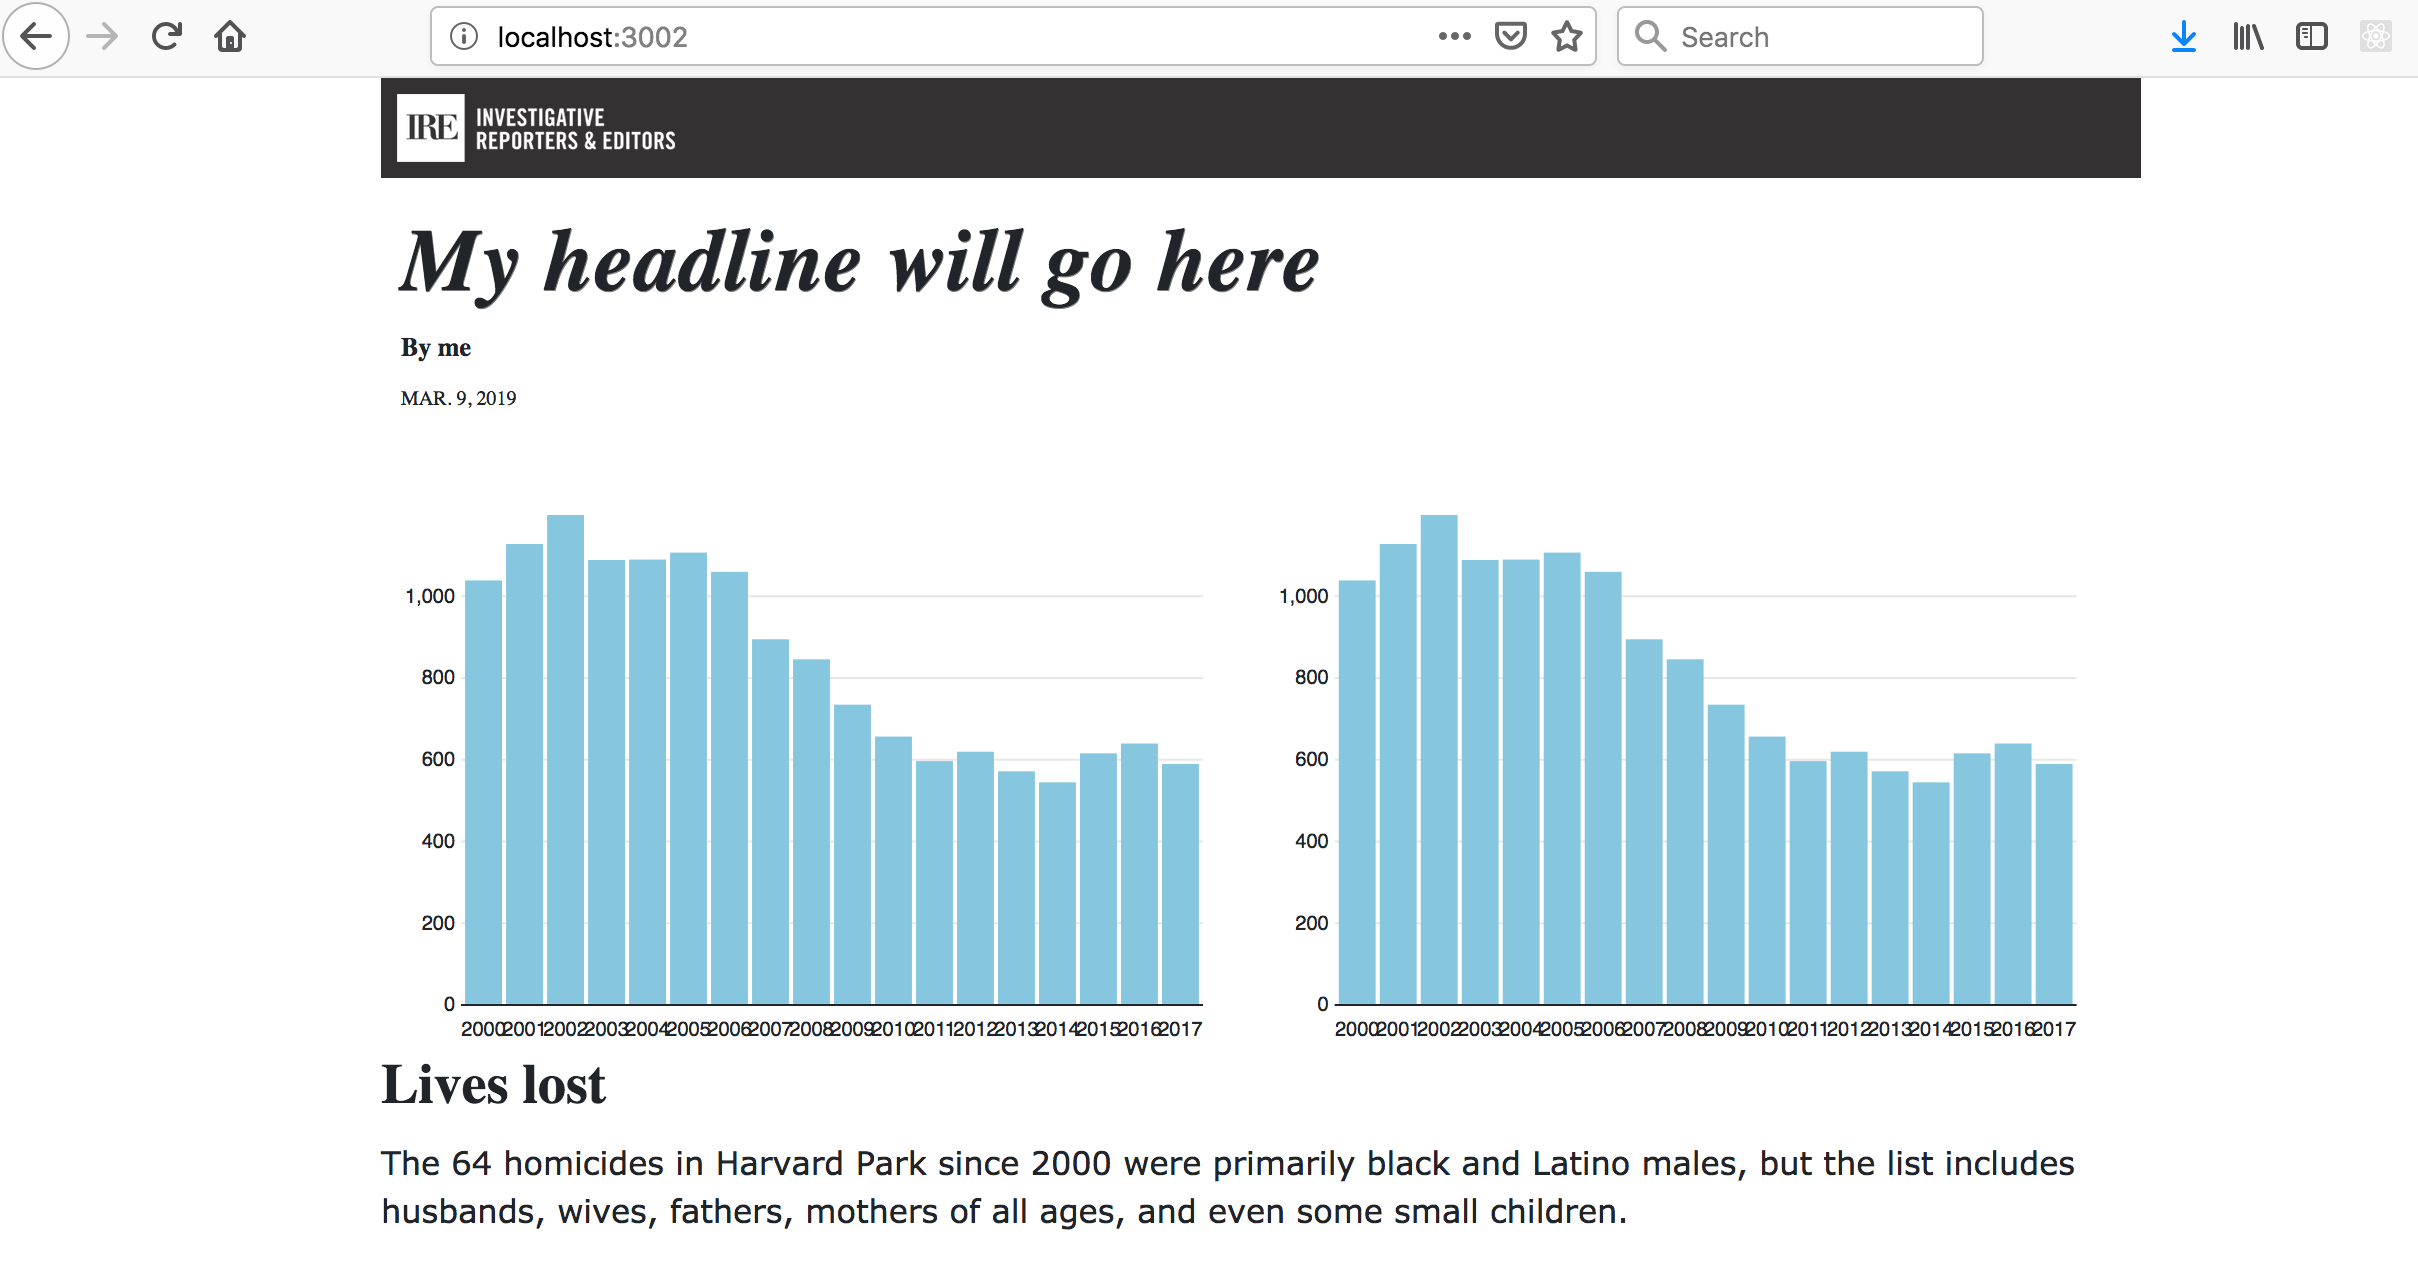 localhost:3002
Search
IRE
INVESTIGATIVE
REPORTERS & EDITORS
My headline will go here
By me
MAR. 9, 2019
1,000
800
600
400
200
0
2000 2001 2002 2003 2004 2005 2006 2007 2008 2009 2010 2011 2012 2013 2014 2015 2016 2017
1,000
800
600
400
200
0
2000 2001 2002 2003 2004 2005 2006 2007 2008 2009 2010 2011 2012 2013 2014 2015 2016 2017
Lives lost
The 64 homicides in Harvard Park since 2000 were primarily black and Latino males, but the list includes
husbands, wives, fathers, mothers of all ages, and even some small children.